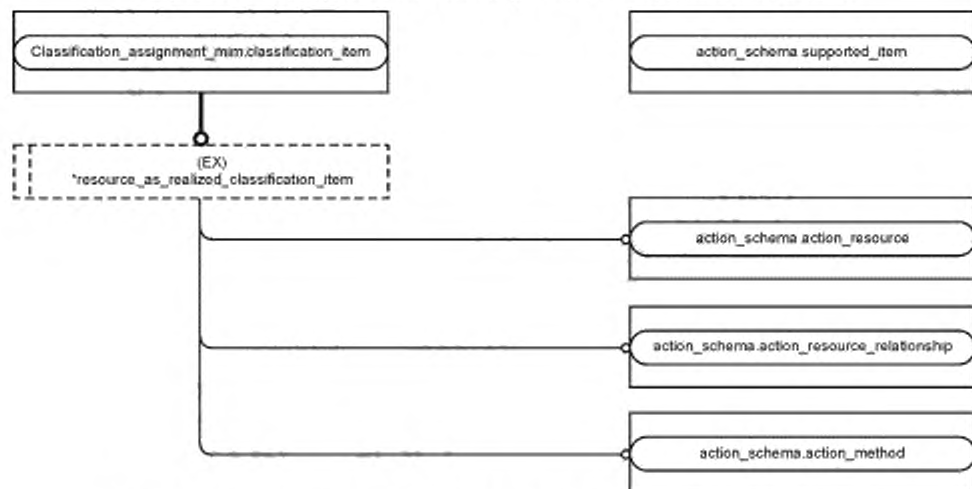 Classification_assignment_mim.classification_item
action_schema.supported_item
(EX)
*resource_as_realized_classification_item
action_schema.action_resource
action_schema.action_resource_relationship
action_schema.action_method